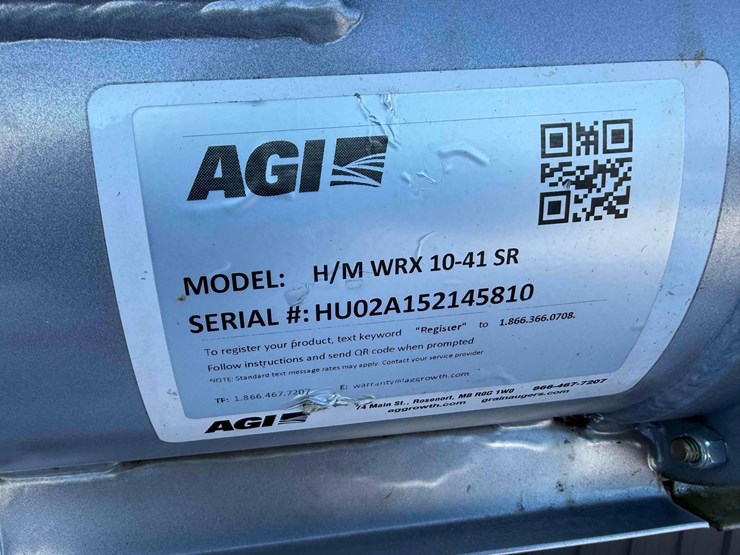 AGI
MODEL: H/M WRX 10-41 SR
SERIAL #: HU02A152145810
To register your product, text keyword "Register" to 1.866.366.0708.
Follow instructions and send QR code when prompted
*NOTE: Standard text message rates may apply. Contact your service provider
TF: 1.866.467.7207 E: warranty@aggrowth.com
AGI 74 Main St., Rosenort, MB R0G 1W0 866-467-7207
aggrowth.com grainaugers.com